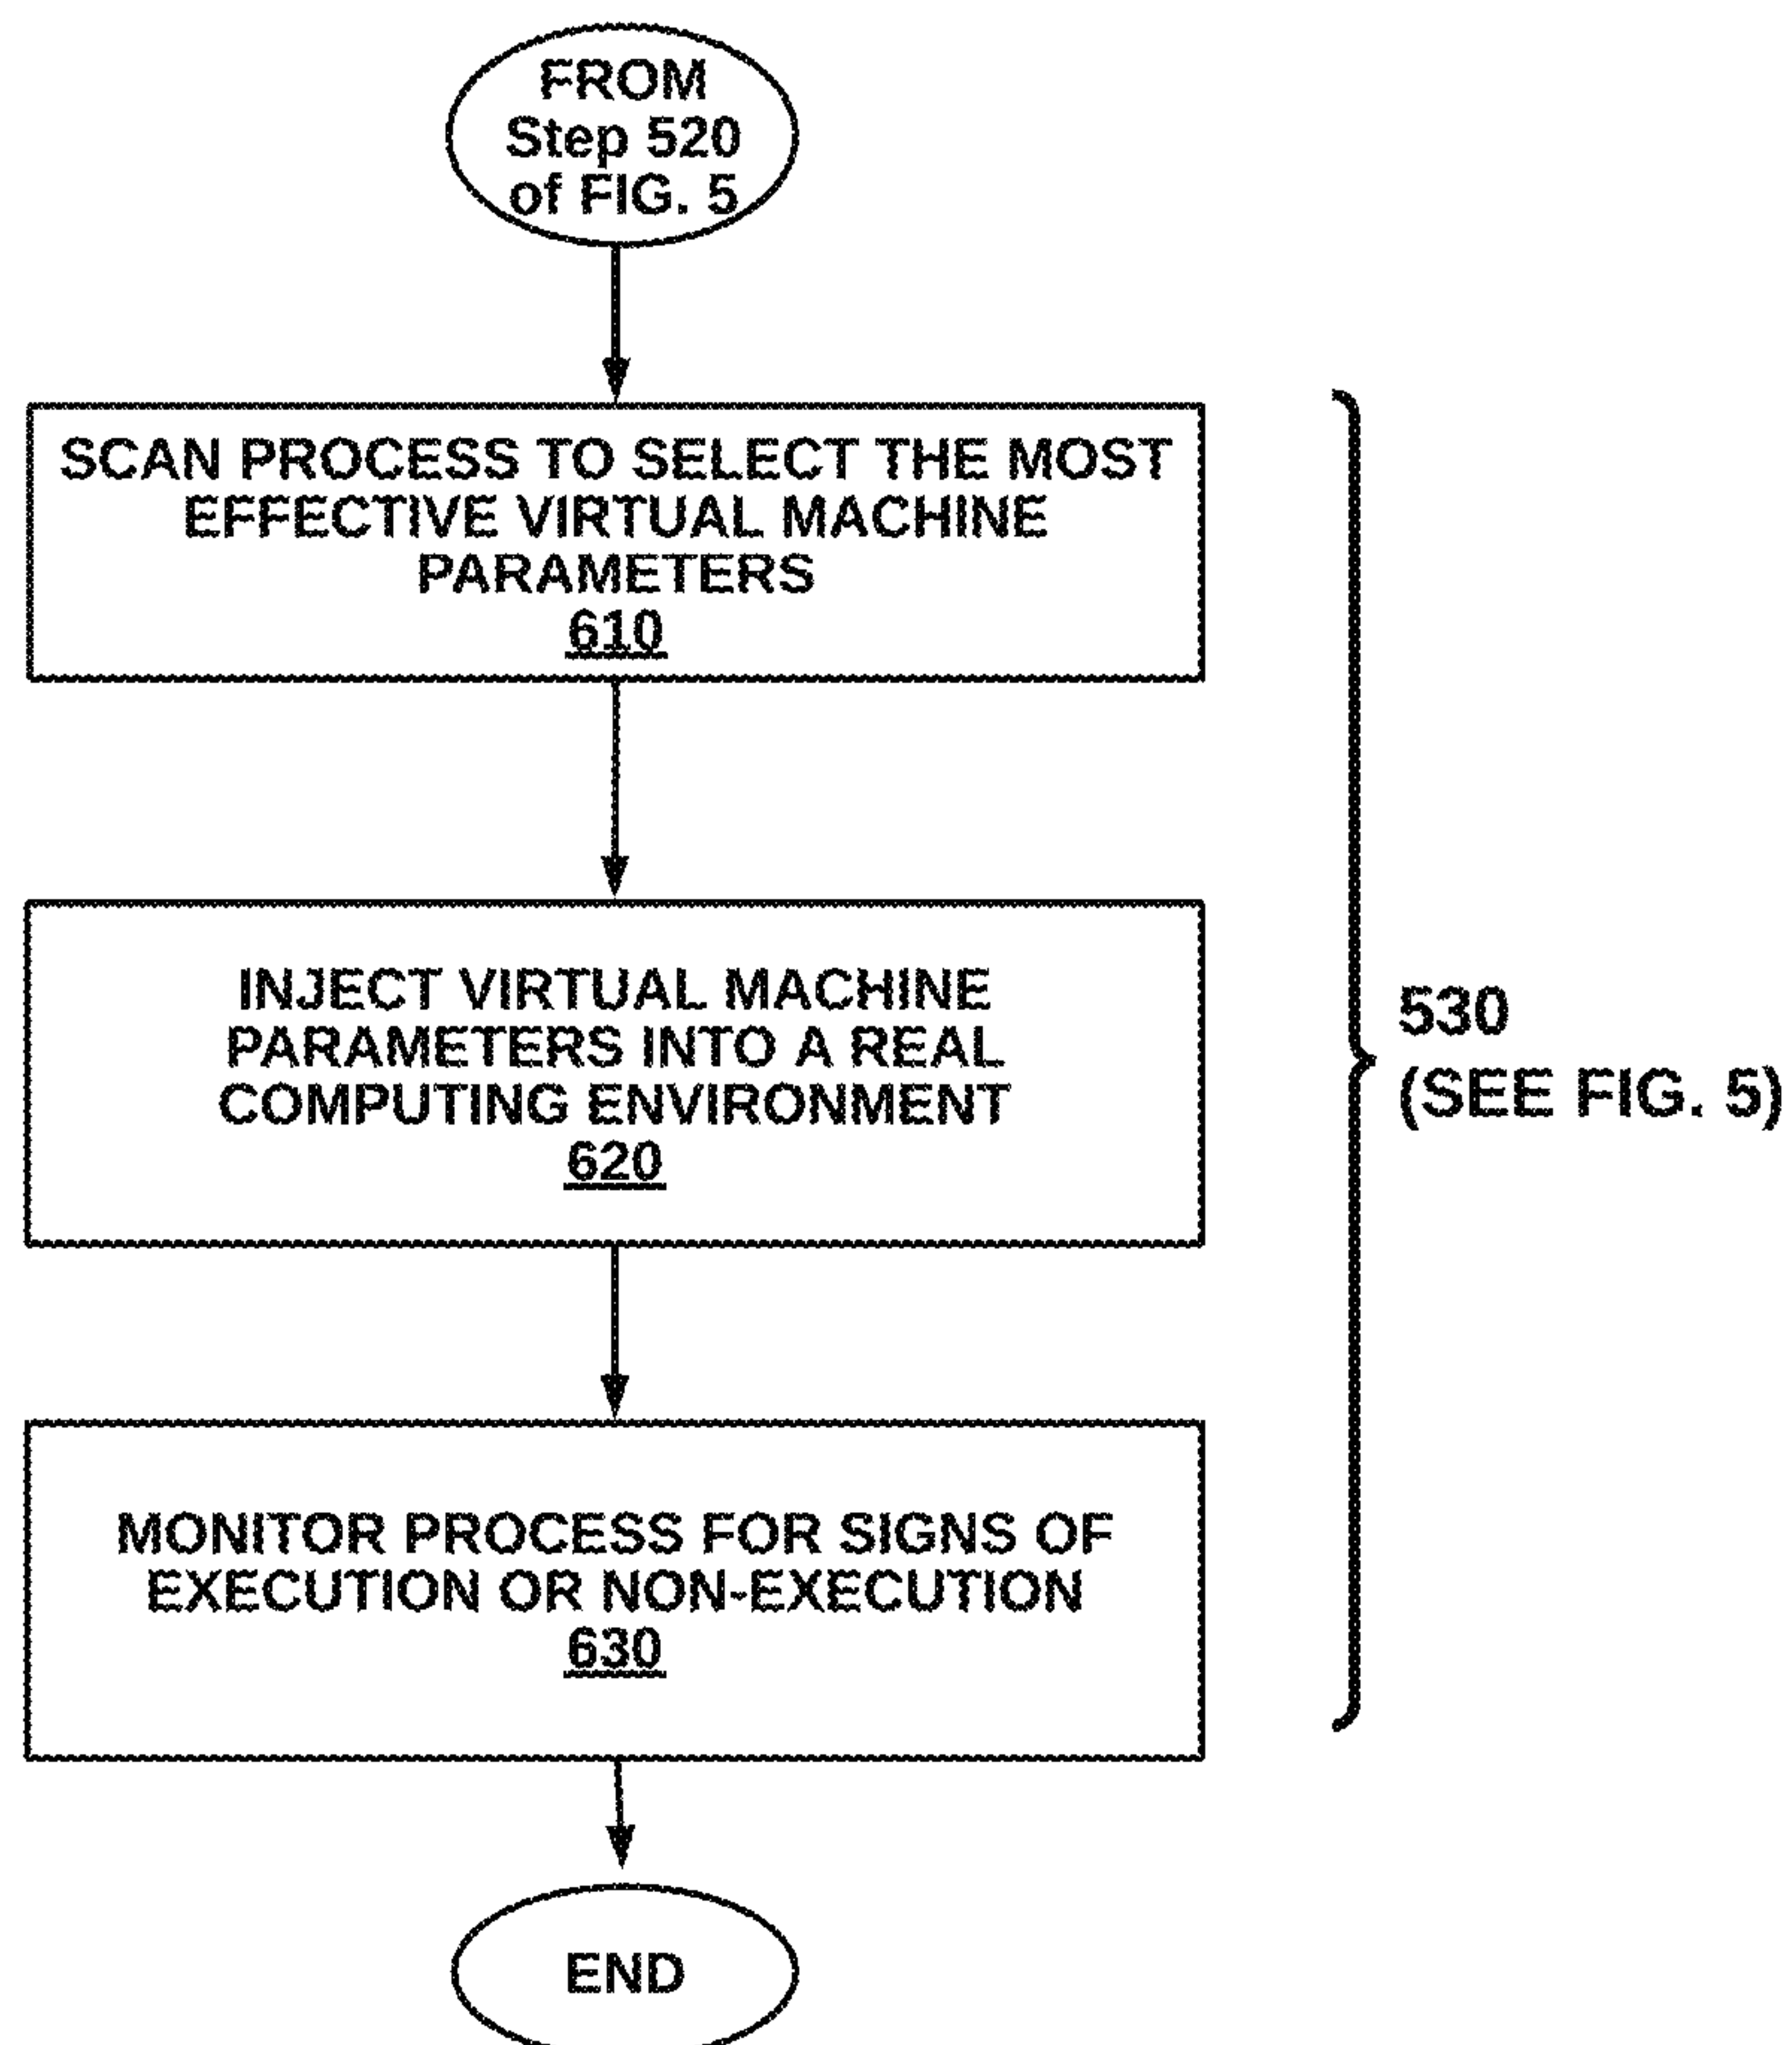 FROM
Step 520
of FIG. 5
SCAN PROCESS TO SELECT THE MOST
EFFECTIVE VIRTUAL MACHINE
PARAMETERS
610
INJECT VIRTUAL MACHINE
PARAMETERS INTO A REAL
COMPUTING ENVIRONMENT
620
530
(SEE FIG. 5)
MONITOR PROCESS FOR SIGNS OF
EXECUTION OR NON-EXECUTION
630
END